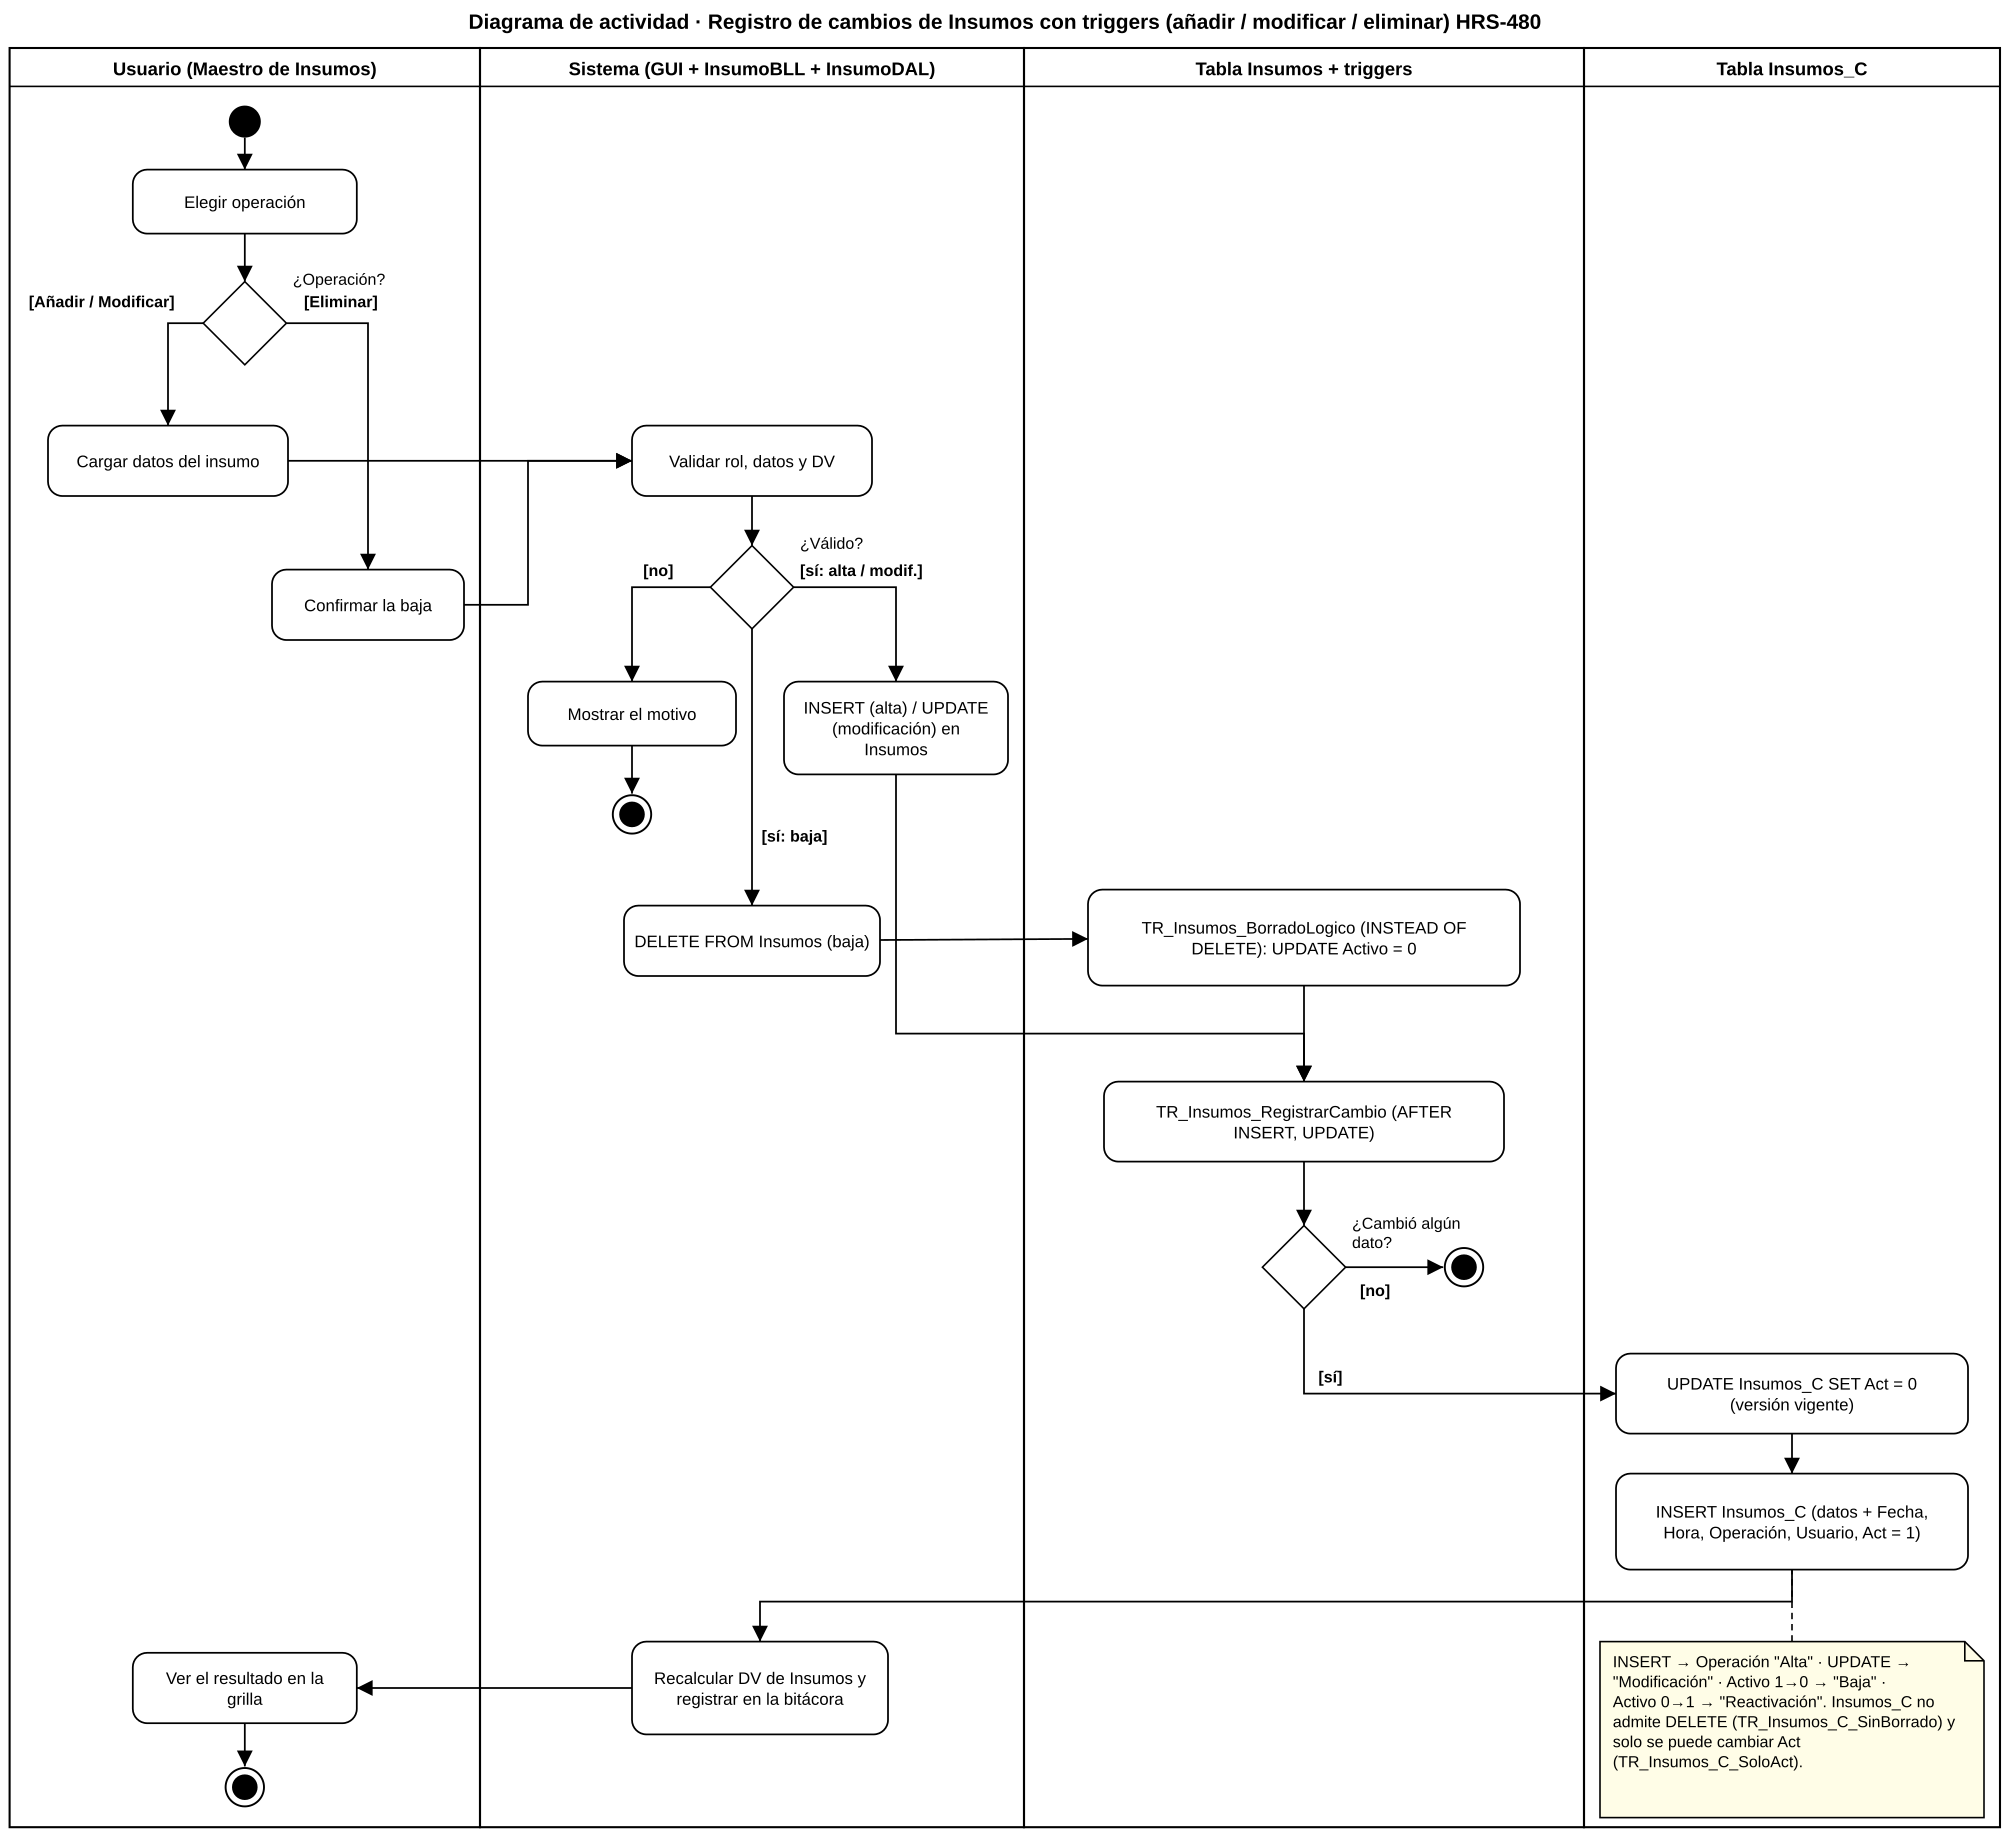 Diagrama de actividad · Registro de cambios de Insumos con triggers (añadir / modificar / eliminar) HRS-480
Usuario (Maestro de Insumos)
Sistema (GUI + InsumoBLL + InsumoDAL)
Tabla Insumos + triggers
Tabla Insumos_C
Elegir operación
¿Operación?
[Añadir / Modificar]
[Eliminar]
Cargar datos del insumo
Validar rol, datos y DV
¿Válido?
[no]
[sí: alta / modif.]
Confirmar la baja
Mostrar el motivo
INSERT (alta) / UPDATE
(modificación) en
Insumos
[sí: baja]
DELETE FROM Insumos (baja)
TR_Insumos_BorradoLogico (INSTEAD OF
DELETE): UPDATE Activo = 0
TR_Insumos_RegistrarCambio (AFTER
INSERT, UPDATE)
¿Cambió algún
dato?
[no]
[sí]
UPDATE Insumos_C SET Act = 0
(versión vigente)
INSERT Insumos_C (datos + Fecha,
Hora, Operación, Usuario, Act = 1)
Ver el resultado en la
grilla
Recalcular DV de Insumos y
registrar en la bitácora
INSERT → Operación "Alta" · UPDATE →
"Modificación" · Activo 1→0 → "Baja" ·
Activo 0→1 → "Reactivación". Insumos_C no
admite DELETE (TR_Insumos_C_SinBorrado) y
solo se puede cambiar Act
(TR_Insumos_C_SoloAct).